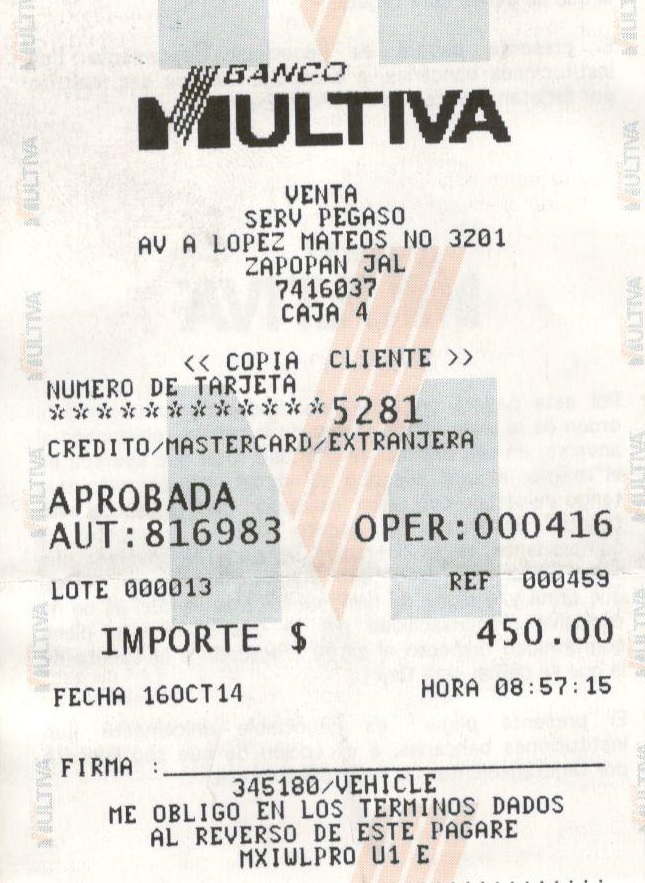 BANCO
MULTIVA
VENTA
SERV PEGASO
AV A LOPEZ MATEOS NO 3201
ZAPOPAN JAL
7416037
CAJA 4
<< COPIA CLIENTE >>
NUMERO DE TARJETA
************5281
CREDITO/MASTERCARD/EXTRANJERA
APROBADA
AUT:816983 OPER:000416
LOTE 000013 REF 000459
IMPORTE $ 450.00
FECHA 16OCT14 HORA 08:57:15
FIRMA :
345180/VEHICLE
ME OBLIGO EN LOS TERMINOS DADOS
AL REVERSO DE ESTE PAGARE
MXIWLPRO U1 E